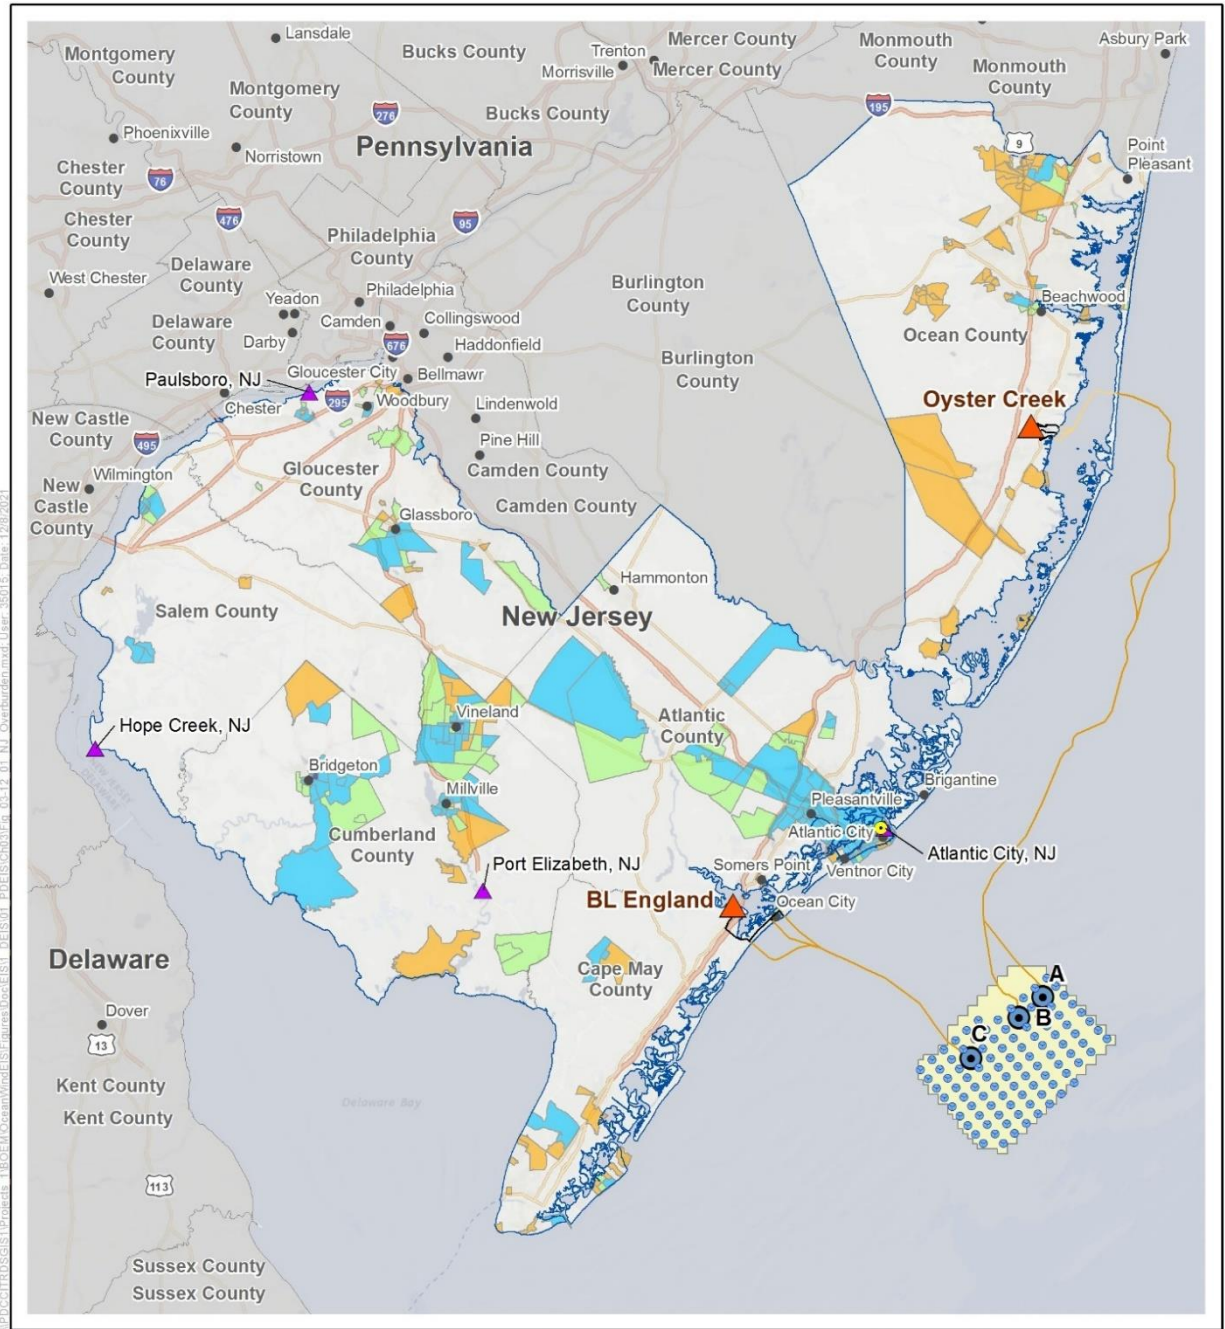 Lansdale
Montgomery
County
Bucks County
Trenton
Mercer County
Morrisville
Mercer County
Monmouth
County
Asbury Park
Monmouth
County
Montgomery
County
276
Bucks County
195
Phoenixville
Norristown
Pennsylvania
9
Point
Pleasant
Chester
County
76
Chester
County
476
95
Philadelphia
County
West Chester
Delaware
County
Burlington
County
Yeadon
Philadelphia
Beachwood
Delaware
County
Camden
Collingswood
Darby
676
Haddonfield
Ocean County
Burlington
County
Gloucester City
Paulsboro, NJ
Bellmawr
295
Woodbury
Chester
Lindenwold
Oyster Creek
New Castle
County
495
Pine Hill
Gloucester
County
Camden County
Wilmington
New
Castle
County
Camden County
Glassboro
Hammonton
Salem County
New Jersey
Hope Creek, NJ
Vineland
Atlantic
County
Bridgeton
Brigantine
Millville
Pleasantville
Cumberland
County
Atlantic City
Atlantic City, NJ
Port Elizabeth, NJ
Somers Point
Ventnor City
BL England
Ocean City
Delaware
Cape May
County
A
B
C
Dover
13
Kent County
Kent County
Delaware Bay
113
Sussex County
Sussex County